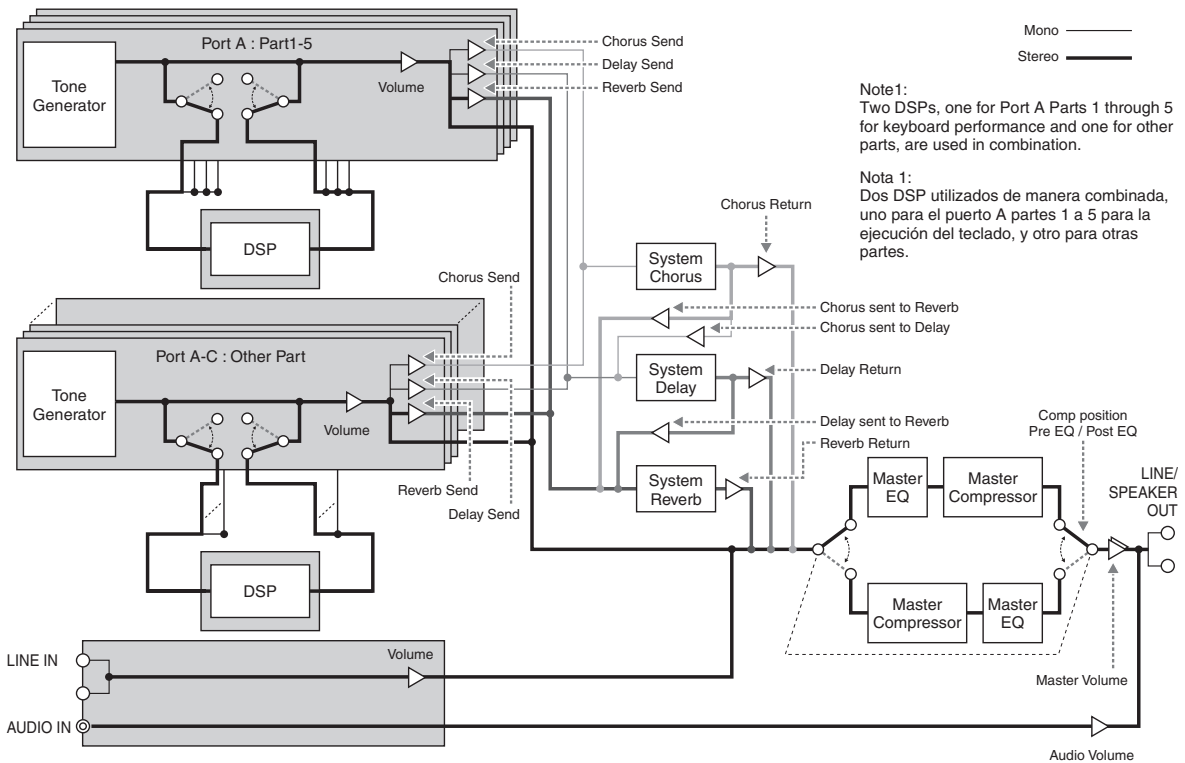 Port A : Part1-5
Tone
Generator
Volume
Chorus Send
Delay Send
Reverb Send
Mono
Stereo
Note1:
Two DSPs, one for Port A Parts 1 through 5
for keyboard performance and one for other
parts, are used in combination.
Nota 1:
Dos DSP utilizados de manera combinada,
uno para el puerto A partes 1 a 5 para la
ejecución del teclado, y otro para otras
partes.
DSP
Chorus Return
System
Chorus
Chorus Send
Chorus sent to Reverb
Chorus sent to Delay
Port A-C : Other Part
Tone
Generator
Volume
System
Delay
Delay Return
Delay sent to Reverb
Reverb Return
Reverb Send
Delay Send
System
Reverb
Comp position
Pre EQ / Post EQ
Master
EQ
Master
Compressor
LINE/
SPEAKER
OUT
DSP
Master
Compressor
Master
EQ
LINE IN
Volume
Master Volume
AUDIO IN
Audio Volume